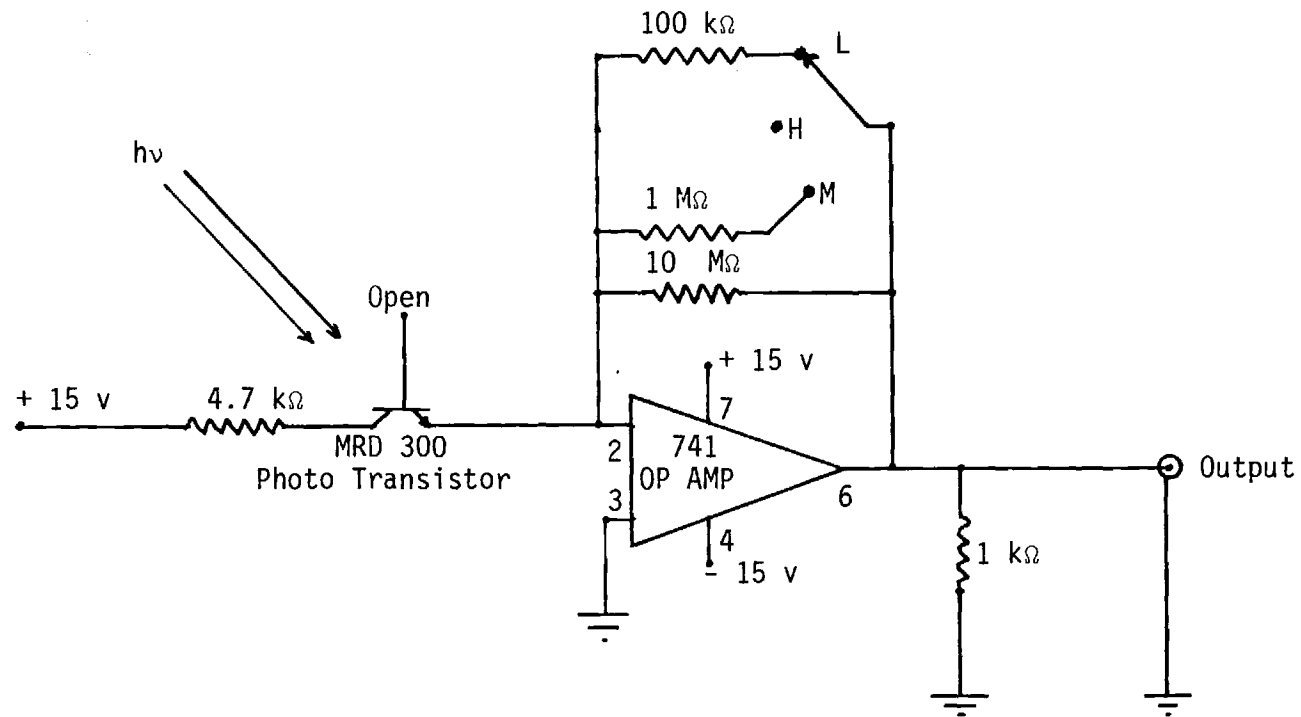 100 kΩ
L
H
hν
M
1 MΩ
10 MΩ
Open
+ 15 v
+ 15 v
4.7 kΩ
7
MRD 300
Photo Transistor
2
741
OP AMP
Output
3
6
4
- 15 v
1 kΩ